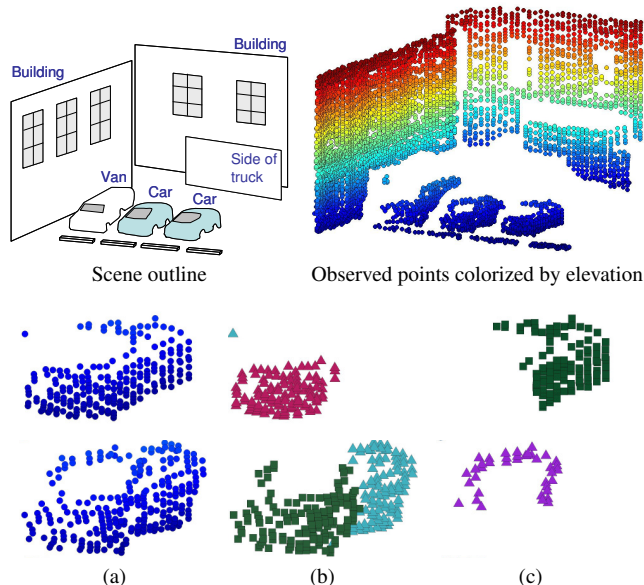 Building
Building
Van
Car
Car
Side of
truck
Scene outline
Observed points colorized by elevation
(a)
(b)
(c)